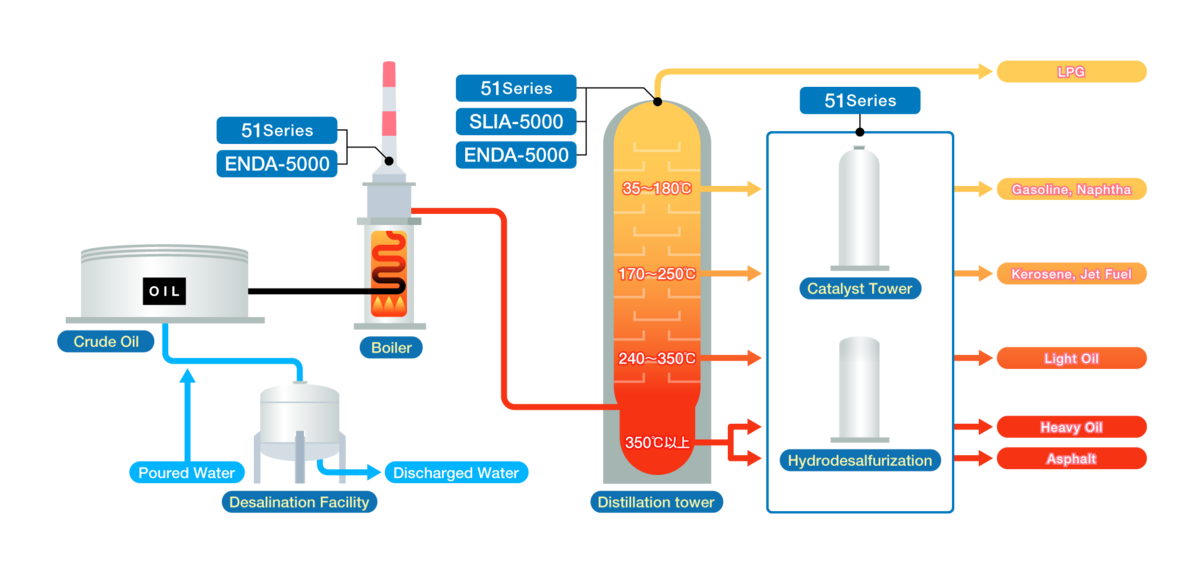 51Series
ENDA-5000
OIL
Crude Oil
Boiler
Poured Water
Discharged Water
Desalination Facility
51Series
SLIA-5000
ENDA-5000
35～180℃
170～250℃
240～350℃
350℃以上
Distillation tower
51Series
Catalyst Tower
Hydrodesalfurization
LPG
Gasoline, Naphtha
Kerosene, Jet Fuel
Light Oil
Heavy Oil
Asphalt